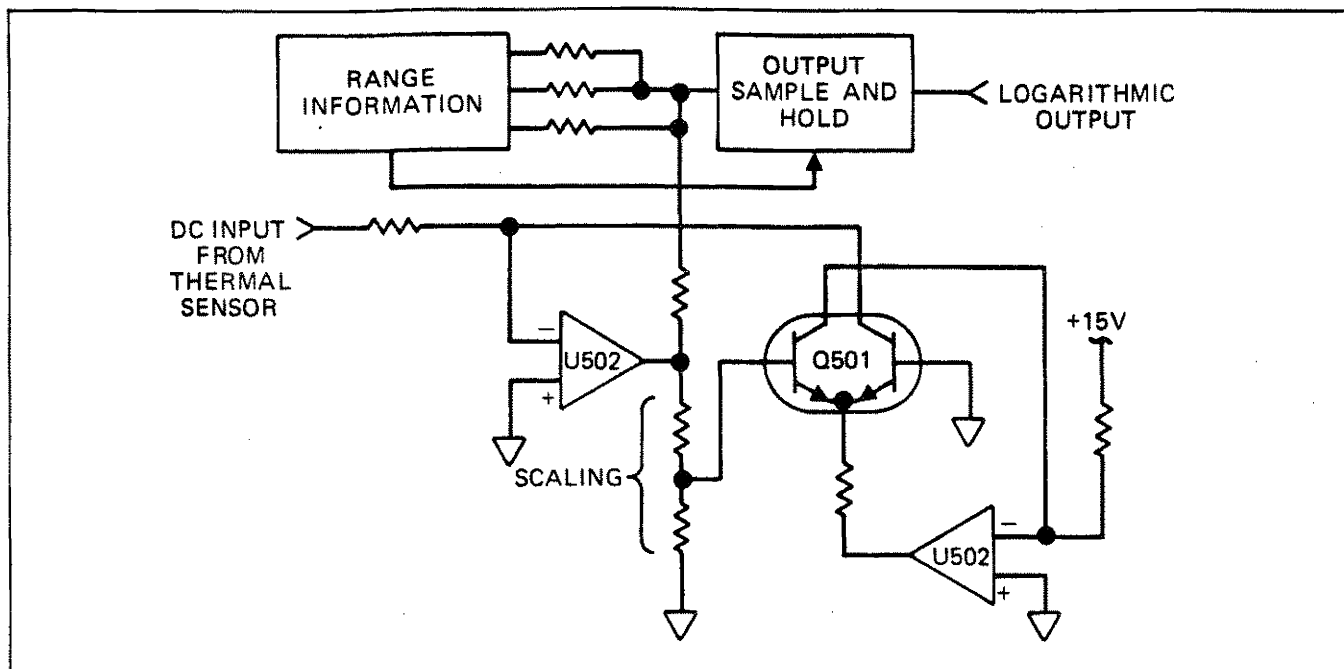 RANGE
INFORMATION
OUTPUT
SAMPLE AND
HOLD
LOGARITHMIC
OUTPUT
DC INPUT
FROM
THERMAL
SENSOR
−
U502
+
SCALING
Q501
+15V
−
U502
+